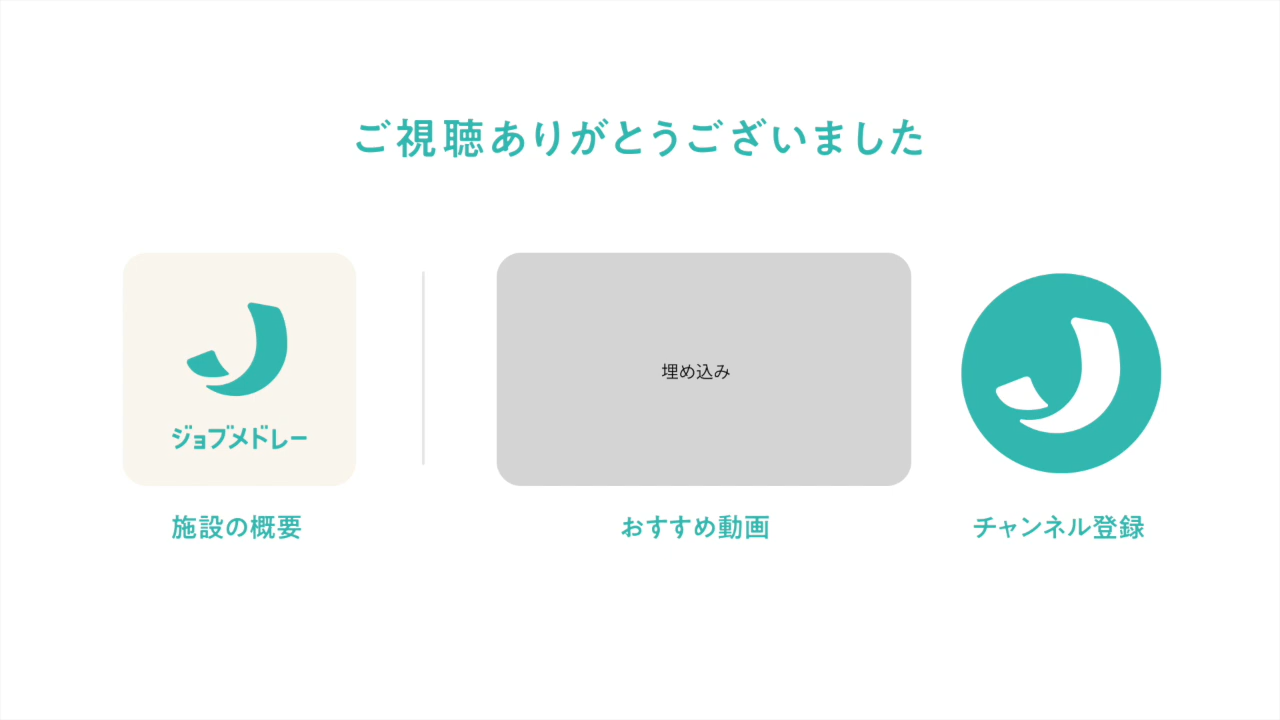 ご視聴ありがとうございました
ジョブメドレー
埋め込み
施設の概要
おすすめ動画
チャンネル登録